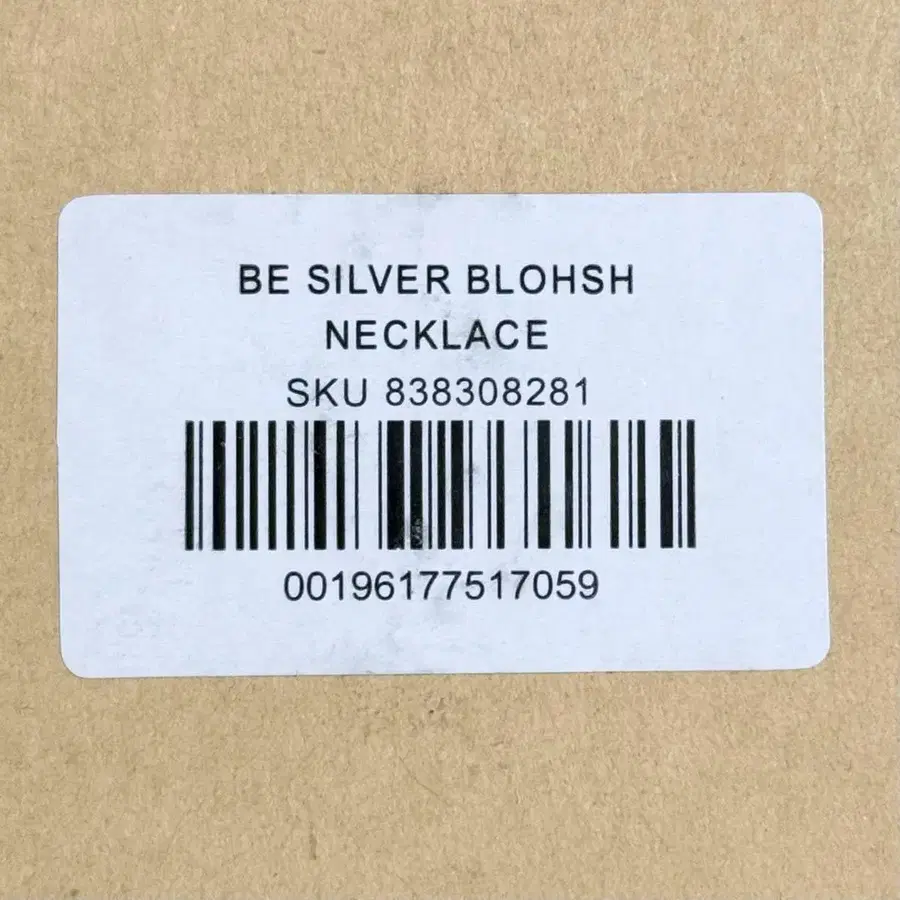 BE SILVER BLOHSH
NECKLACE
SKU 838308281
00196177517059